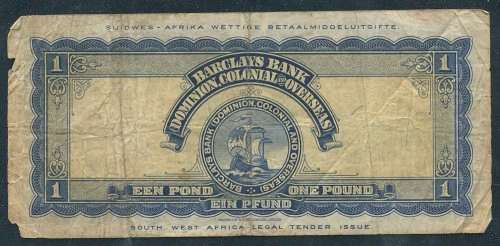 SUIDWES-AFRIKA WETTIGE BETAALMIDDELUITGIFTE.
1 1
BARCLAYS BANK
(DOMINION, COLONIAL AND OVERSEAS)
BARCLAYS BANK (DOMINION, COLONIAL AND OVERSEAS)
EEN POND ONE POUND
1 1
EIN PFUND
SOUTH WEST AFRICA LEGAL TENDER ISSUE.